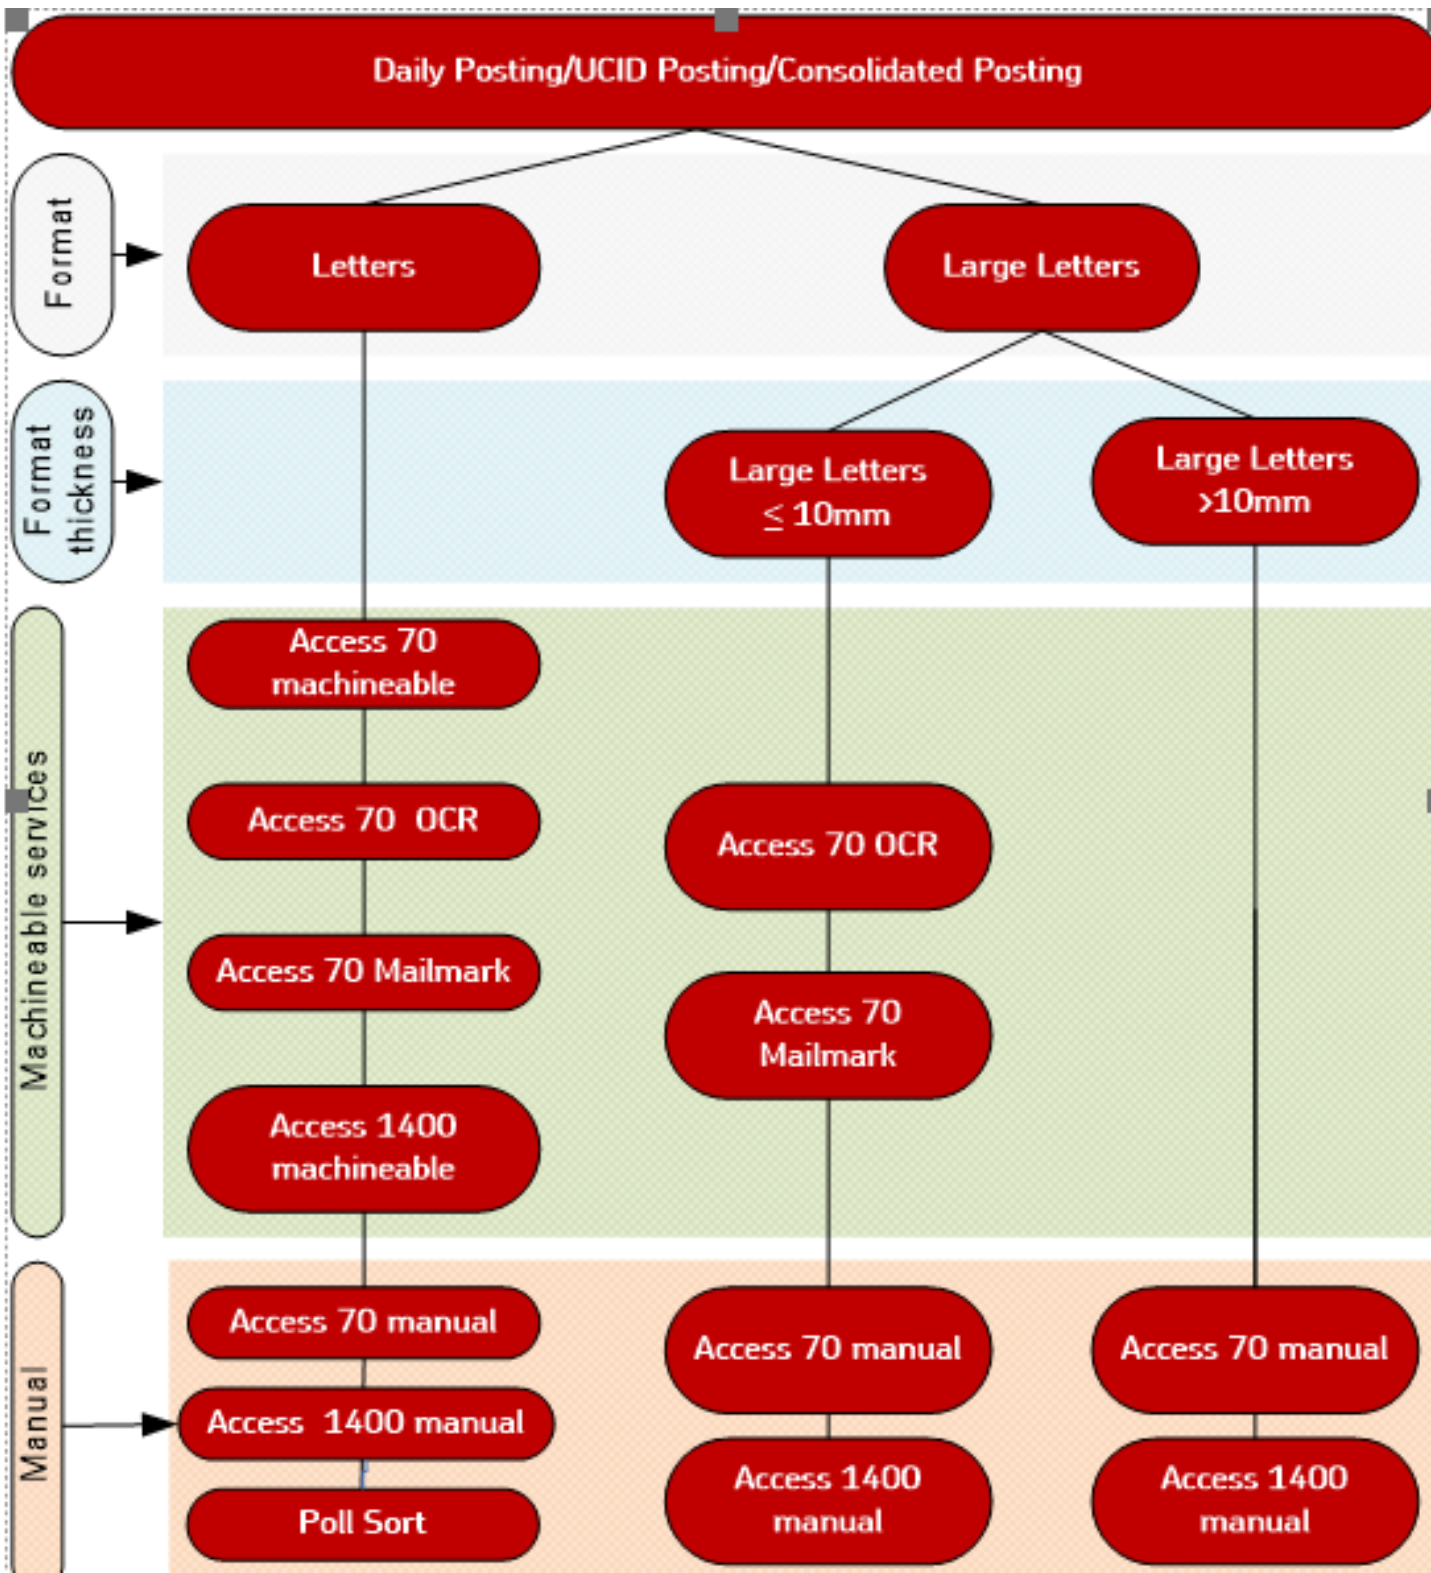 Daily Posting/UCID Posting/Consolidated Posting
Format
Letters
Large Letters
Format
thickness
Large Letters
≤ 10mm
Large Letters
>10mm
Machineable services
Access 70
machineable
Access 70 OCR
Access 70 OCR
Access 70 Mailmark
Access 70
Mailmark
Access 1400
machineable
Manual
Access 70 manual
Access 70 manual
Access 70 manual
Access 1400 manual
Access 1400
manual
Access 1400
manual
Poll Sort